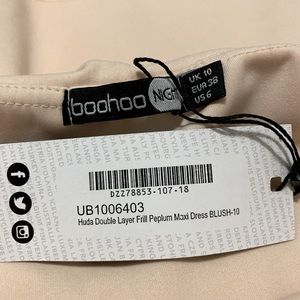 boohoo
NIGHT
UK 10
EUR 38
US 6
DZZ78853-107-18
UB1006403
Huda Double Layer Frill Peplum Maxi Dress BLUSH-10